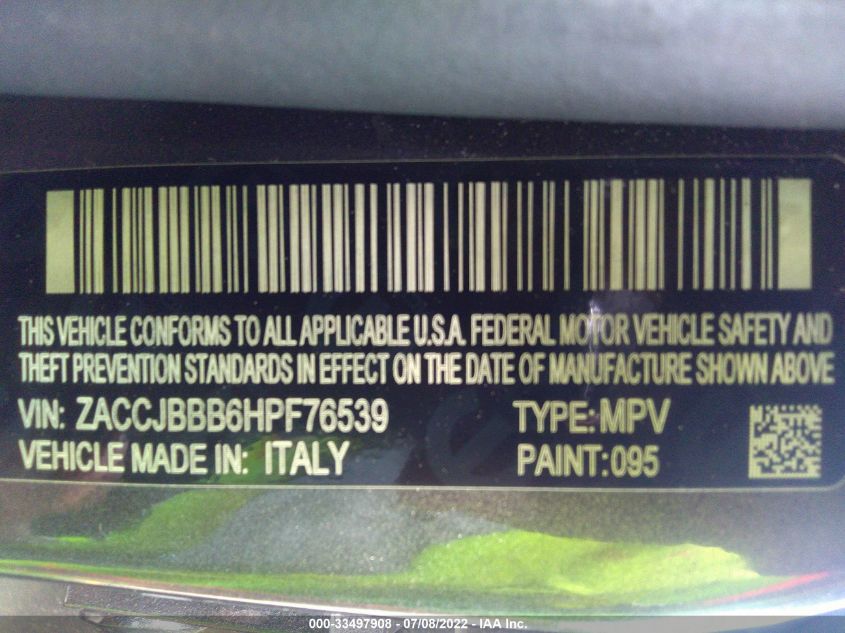 THIS VEHICLE CONFORMS TO ALL APPLICABLE U.S.A. FEDERAL MOTOR VEHICLE SAFETY AND
THEFT PREVENTION STANDARDS IN EFFECT ON THE DATE OF MANUFACTURE SHOWN ABOVE
VIN: ZACCJBBB6HPF76539 TYPE: MPV
VEHICLE MADE IN: ITALY PAINT: 095
000-33497908 - 07/08/2022 - IAA Inc.